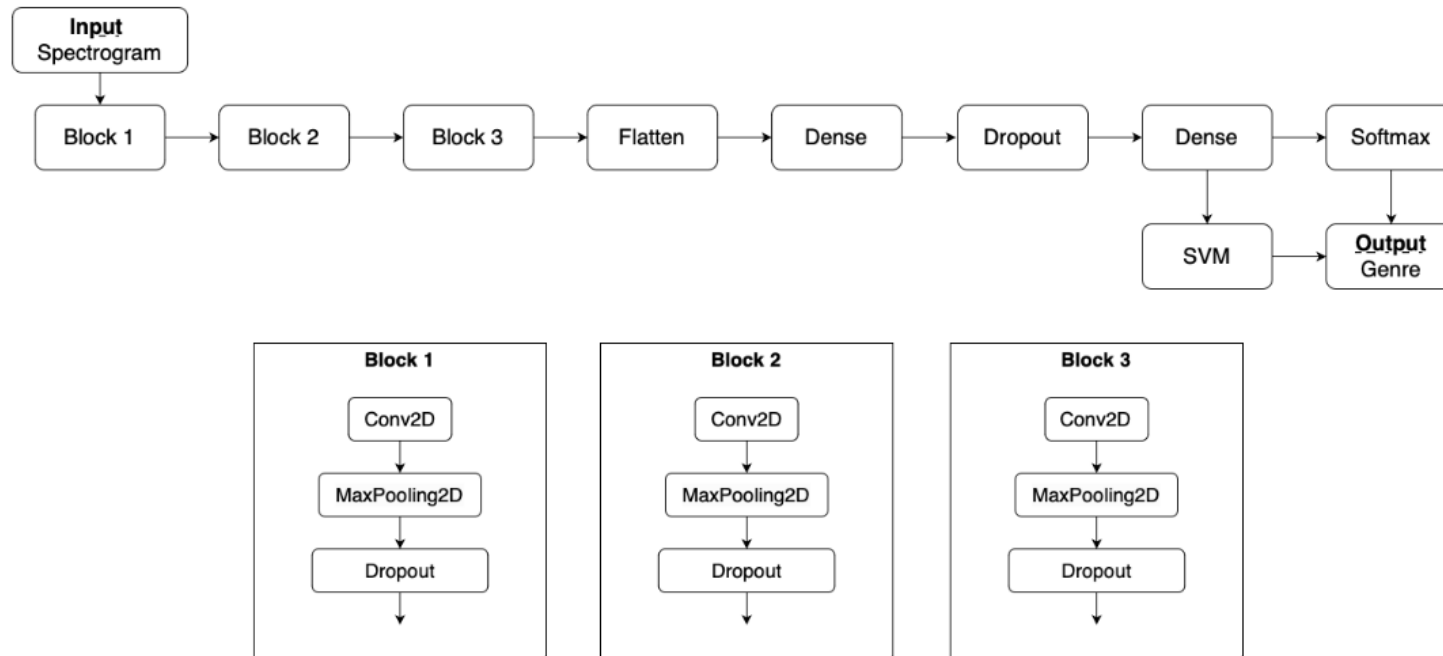 Input
Spectrogram
Block 1
Block 2
Block 3
Flatten
Dense
Dropout
Dense
Softmax
SVM
Output
Genre
Block 1
Conv2D
MaxPooling2D
Dropout
Block 2
Conv2D
MaxPooling2D
Dropout
Block 3
Conv2D
MaxPooling2D
Dropout